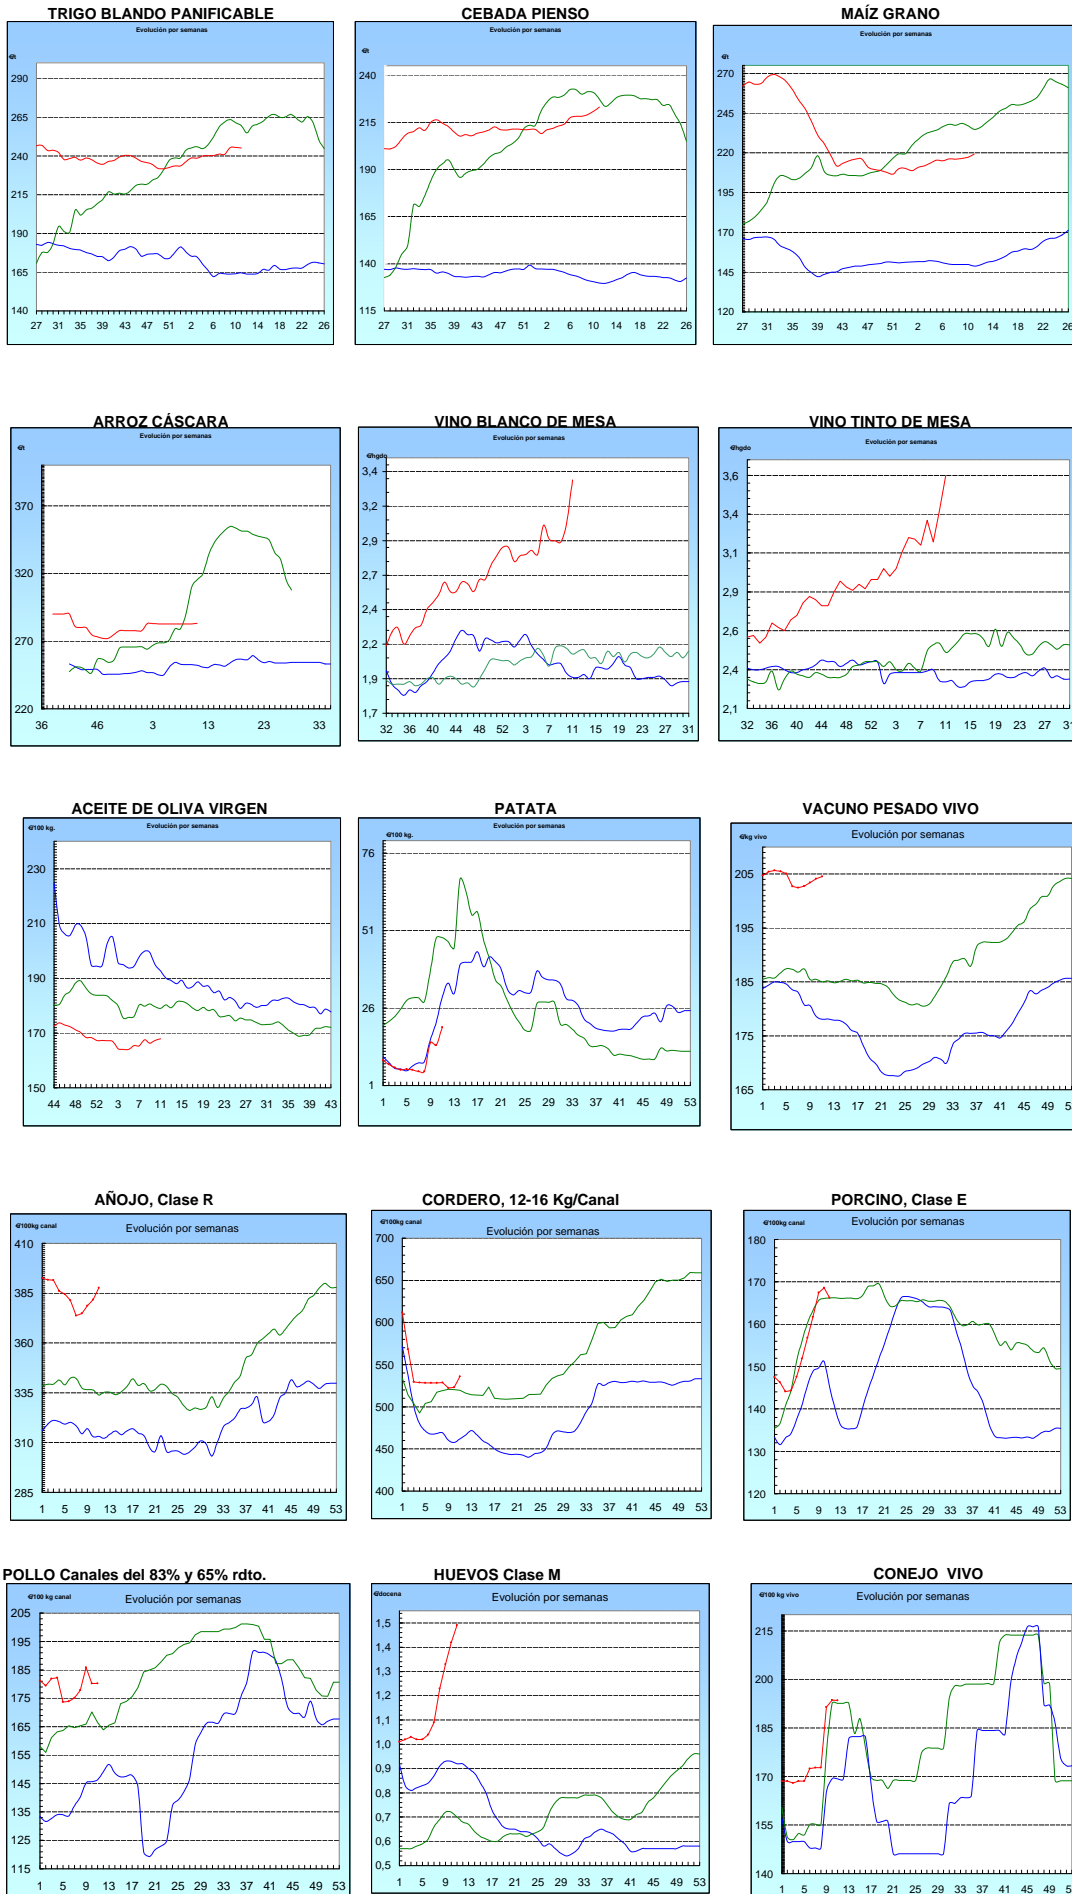 TRIGO BLANDO PANIFICABLE
Evolución por semanas
€/t
290
265
240
215
190
165
140
27 31 35 39 43 47 51 2 6 10 14 18 22 26
CEBADA PIENSO
Evolución por semanas
€/t
240
215
190
165
140
115
27 31 35 39 43 47 51 2 6 10 14 18 22 26
MAÍZ GRANO
Evolución por semanas
€/t
270
245
220
195
170
145
120
27 31 35 39 43 47 51 2 6 10 14 18 22 26
ARROZ CÁSCARA
Evolución por semanas
€/t
370
320
270
220
36 46 3 13 23 33
VINO BLANCO DE MESA
Evolución por semanas
€/hgdo
3,4
3,2
2,9
2,7
2,4
2,2
1,9
1,7
32 36 40 44 48 52 3 7 11 15 19 23 27 31
VINO TINTO DE MESA
Evolución por semanas
€/hgdo
3,6
3,4
3,1
2,9
2,6
2,4
2,1
32 36 40 44 48 52 3 7 11 15 19 23 27 31
ACEITE DE OLIVA VIRGEN
€/100 kg.
Evolución por semanas
230
210
190
170
150
44 48 52 3 7 11 15 19 23 27 31 35 39 43
PATATA
€/100 kg.
Evolución por semanas
76
51
26
1
1 5 9 13 17 21 25 29 33 37 41 45 49 53
VACUNO PESADO VIVO
€/kg vivo
Evolución por semanas
205
195
185
175
165
1 5 9 13 17 21 25 29 33 37 41 45 49 53
AÑOJO, Clase R
€/100kg canal
Evolución por semanas
410
385
360
335
310
285
1 5 9 13 17 21 25 29 33 37 41 45 49 53
CORDERO, 12-16 Kg/Canal
€/100kg canal
Evolución por semanas
700
650
600
550
500
450
400
1 5 9 13 17 21 25 29 33 37 41 45 49 53
PORCINO, Clase E
€/100kg canal
Evolución por semanas
180
170
160
150
140
130
120
1 5 9 13 17 21 25 29 33 37 41 45 49 53
POLLO Canales del 83% y 65% rdto.
€/100 kg canal
Evolución por semanas
205
195
185
175
165
155
145
135
125
115
1 5 9 13 17 21 25 29 33 37 41 45 49 53
HUEVOS Clase M
€/docena
Evolución por semanas
1,5
1,4
1,3
1,2
1,1
1,0
0,9
0,8
0,7
0,6
0,5
1 5 9 13 17 21 25 29 33 37 41 45 49 53
CONEJO VIVO
€/100 kg vivo
Evolución por semanas
215
200
185
170
155
140
1 5 9 13 17 21 25 29 33 37 41 45 49 53